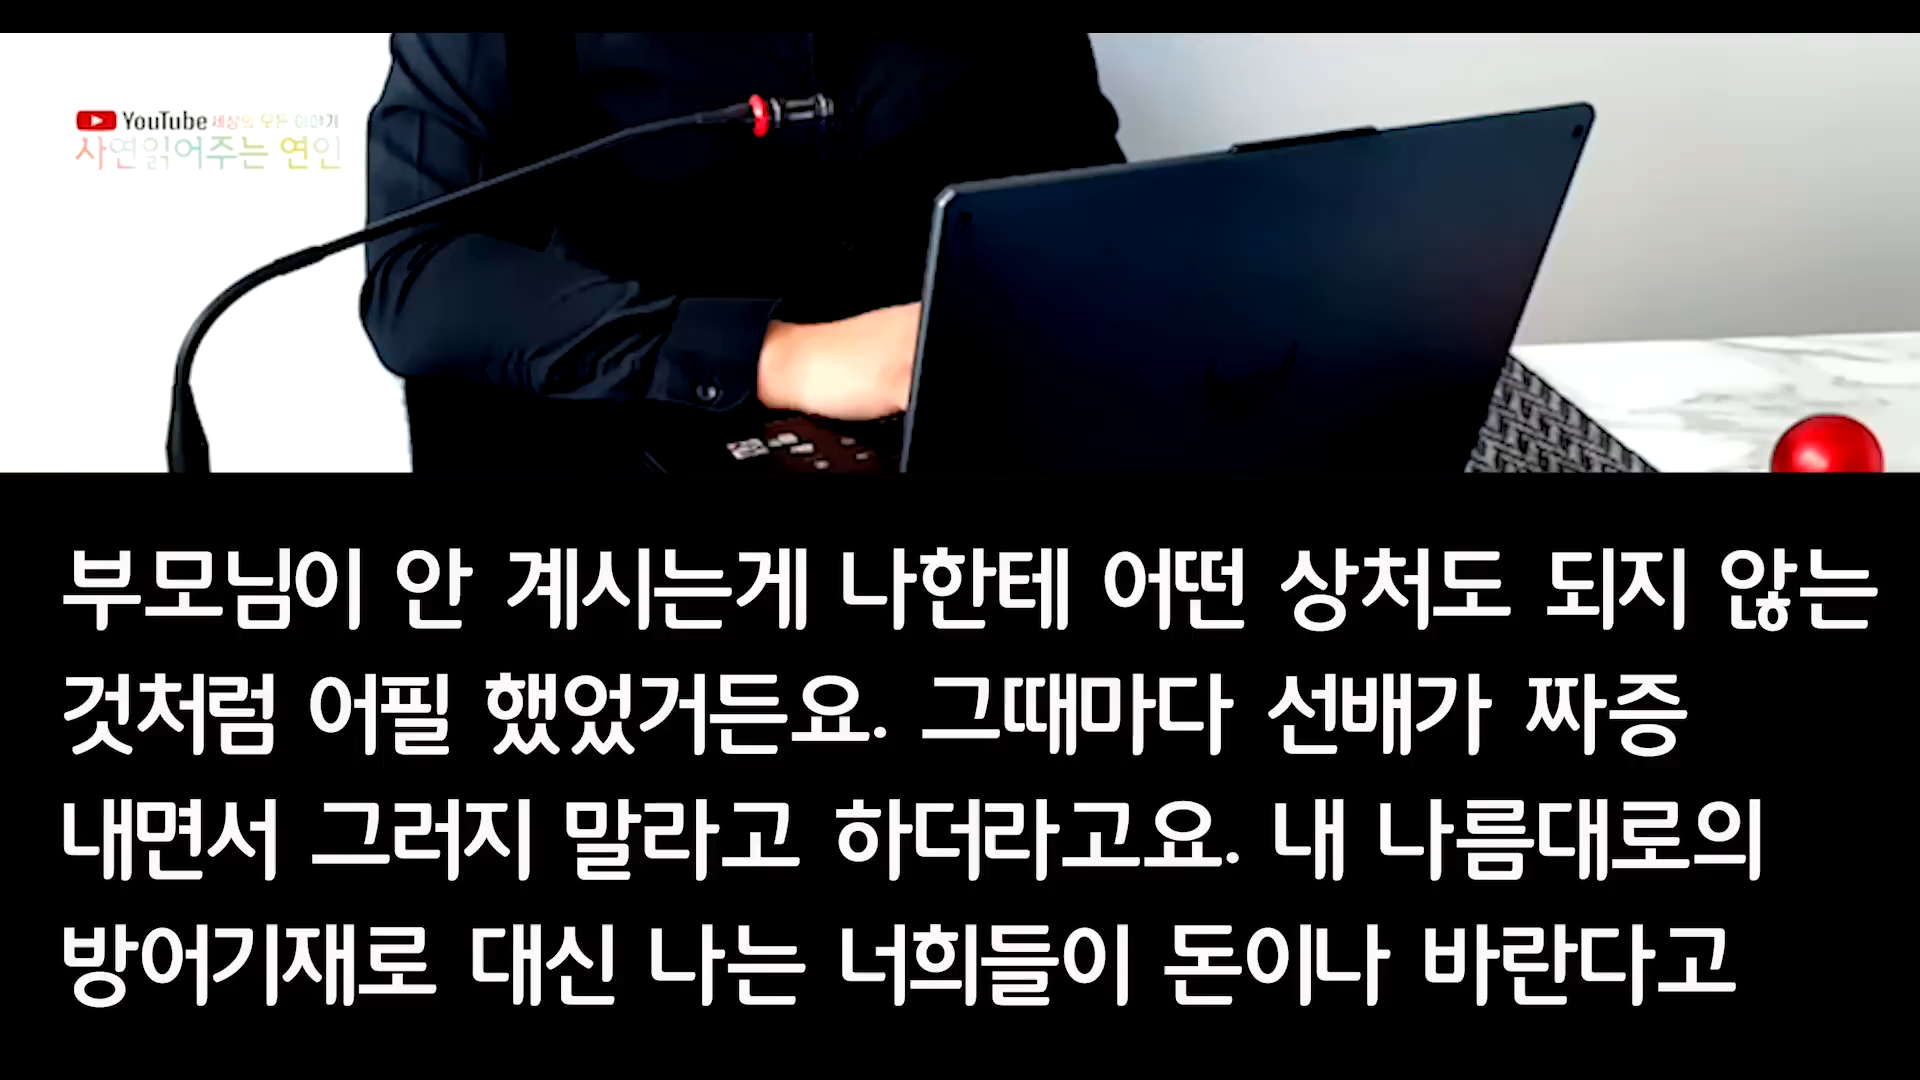 YouTube 세상의 모든 이야기
사연읽어주는 연인
부모님이 안 계시는게 나한테 어떤 상처도 되지 않는
것처럼 어필 했었거든요. 그때마다 선배가 짜증
내면서 그러지 말라고 하더라고요. 내 나름대로의
방어기재로 대신 나는 너희들이 돈이나 바란다고